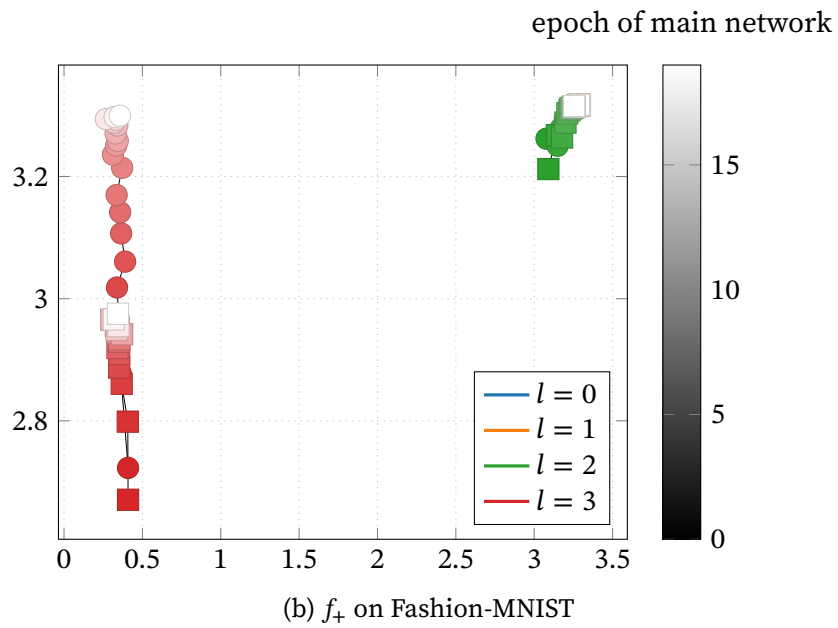 epoch of main network
3.2
3
2.8
0
0.5
1
1.5
2
2.5
3
3.5
15
10
5
0
l = 0
l = 1
l = 2
l = 3
(b) f₊ on Fashion-MNIST